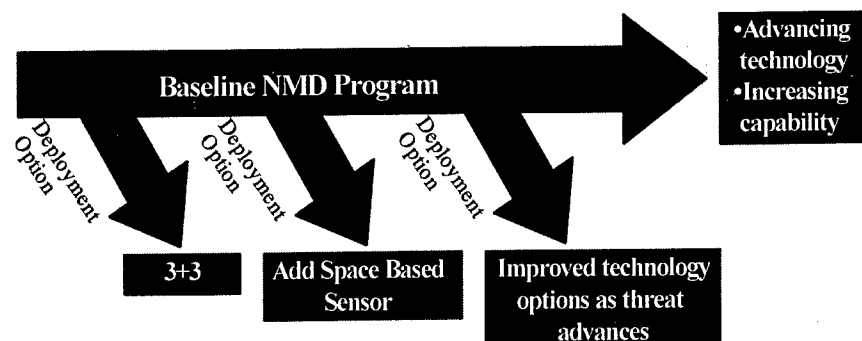 •Advancing
technology
•Increasing
capability
Baseline NMD Program
Deployment
Option
Deployment
Option
Deployment
Option
3+3
Add Space Based
Sensor
Improved technology
options as threat
advances